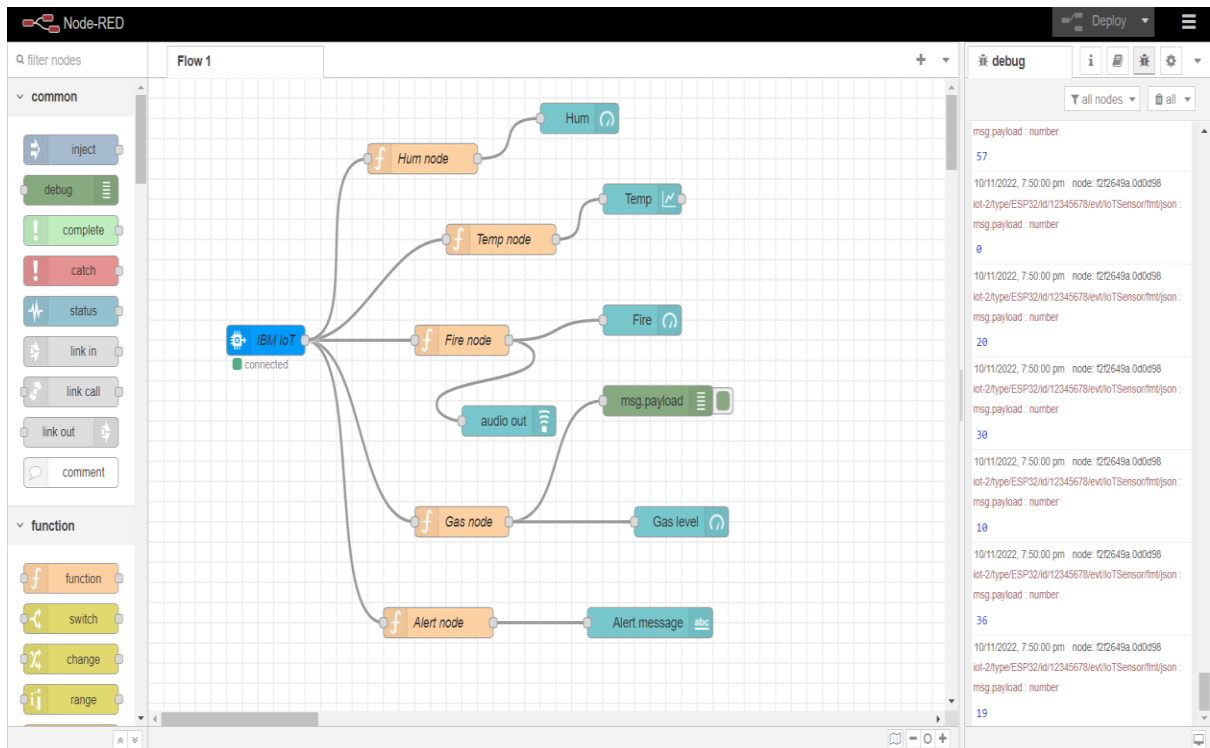 Node-RED
Deploy
filter nodes
Flow 1
debug
i
common
all nodes
all
inject
debug
complete
catch
status
link in
link call
link out
comment
function
function
switch
change
range
Hum
Hum node
Temp
Temp node
Fire
IBM IoT
Fire node
connected
msg.payload
audio out
Gas node
Gas level
Alert node
Alert message
abc
msg.payload : number
57
10/11/2022, 7:50:00 pm node: f2f2649a.0d0d98
iot-2/type/ESP32/id/12345678/evt/IoTSensor/fmt/json :
msg.payload : number
0
10/11/2022, 7:50:00 pm node: f2f2649a.0d0d98
iot-2/type/ESP32/id/12345678/evt/IoTSensor/fmt/json :
msg.payload : number
20
10/11/2022, 7:50:00 pm node: f2f2649a.0d0d98
iot-2/type/ESP32/id/12345678/evt/IoTSensor/fmt/json :
msg.payload : number
30
10/11/2022, 7:50:00 pm node: f2f2649a.0d0d98
iot-2/type/ESP32/id/12345678/evt/IoTSensor/fmt/json :
msg.payload : number
10
10/11/2022, 7:50:00 pm node: f2f2649a.0d0d98
iot-2/type/ESP32/id/12345678/evt/IoTSensor/fmt/json :
msg.payload : number
36
10/11/2022, 7:50:00 pm node: f2f2649a.0d0d98
iot-2/type/ESP32/id/12345678/evt/IoTSensor/fmt/json :
msg.payload : number
19